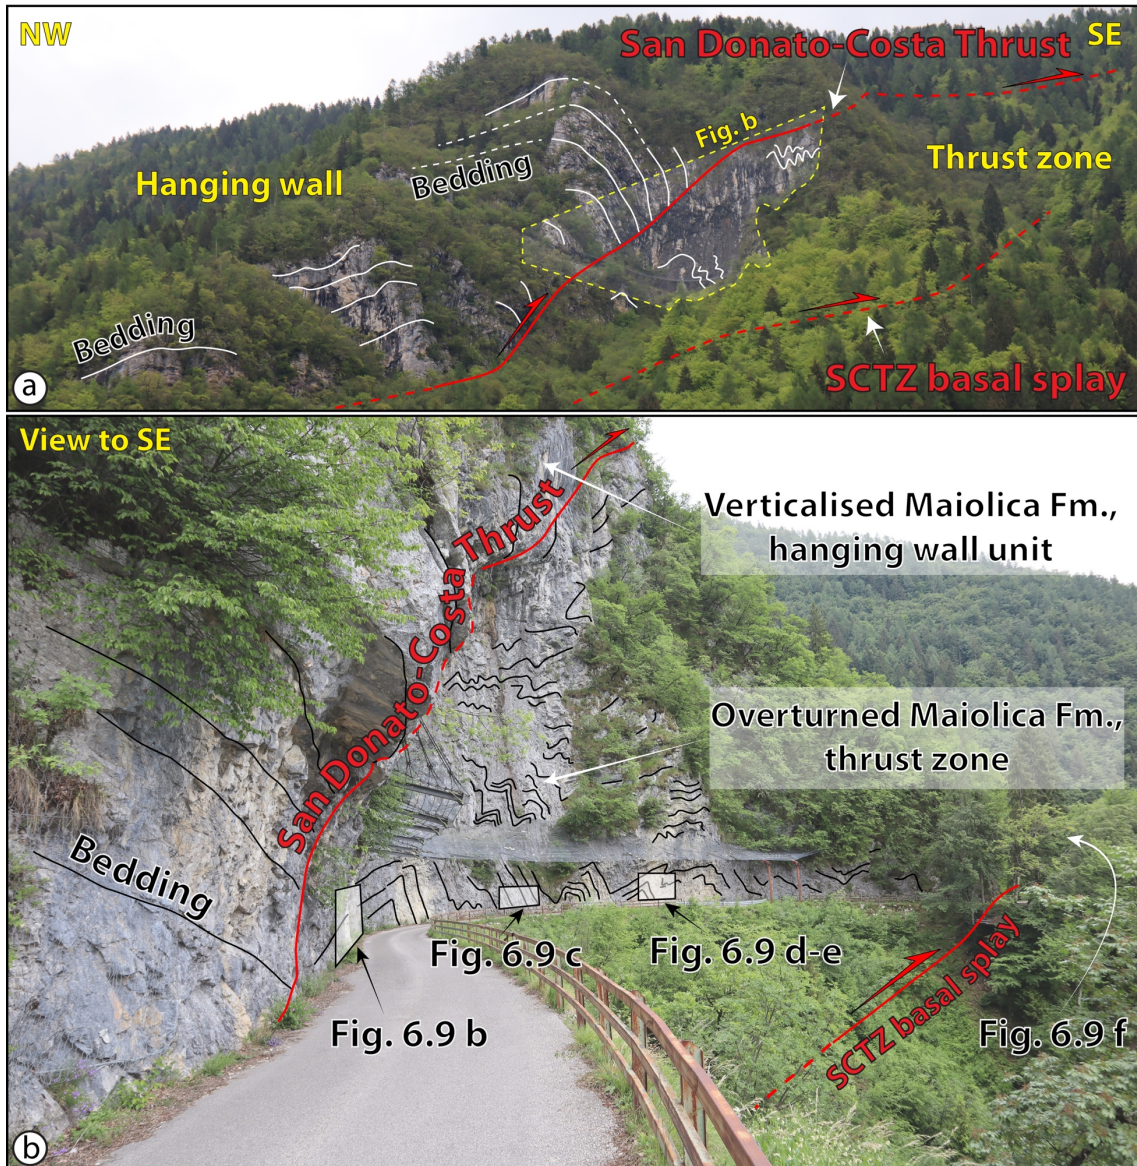 NW
SE
San Donato-Costa Thrust
Fig. b
Bedding
Thrust zone
Hanging wall
Bedding
SCTZ basal splay
a
View to SE
San Donato-Costa Thrust
Verticalised Maiolica Fm.,
hanging wall unit
Overturned Maiolica Fm.,
thrust zone
Bedding
Fig. 6.9 c
Fig. 6.9 d-e
SCTZ basal splay
Fig. 6.9 b
Fig. 6.9 f
b